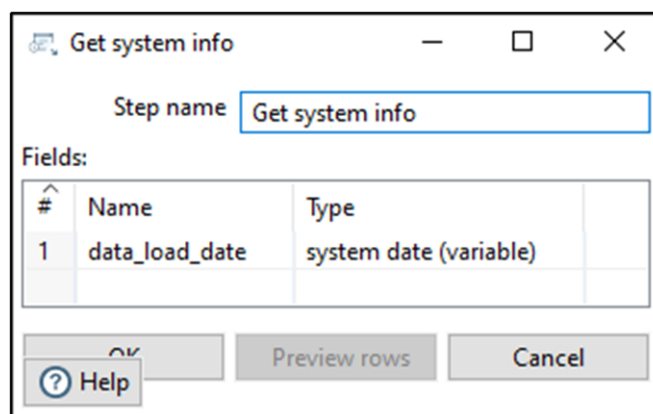 Get system info
Step name Get system info
Fields:
# Name Type
1 data_load_date system date (variable)
OK Preview rows Cancel
Help